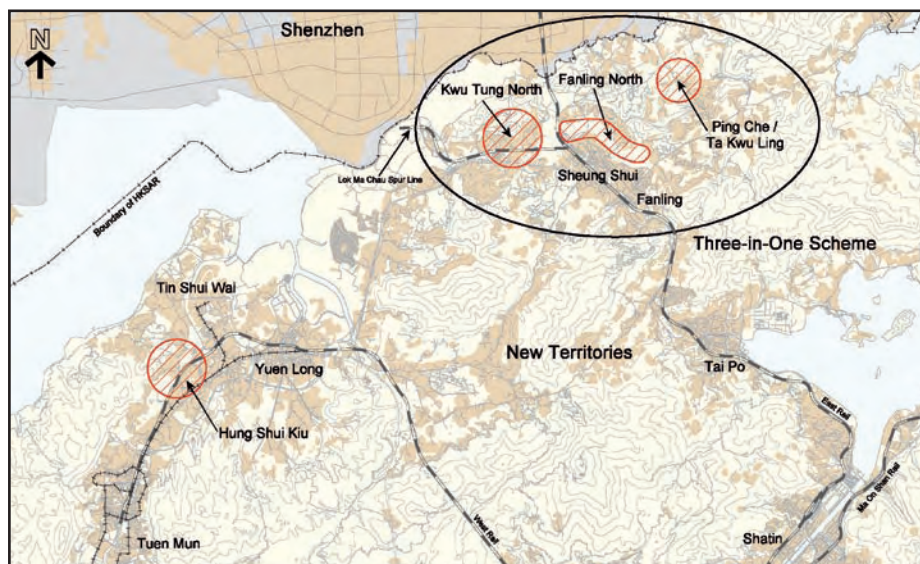 N
Shenzhen
Kwu Tung North
Fanling North
Ping Che /
Ta Kwu Ling
Lok Ma Chau Spur Line
Sheung Shui
Fanling
Boundary of HKSAR
Three-in-One Scheme
Tin Shui Wai
New Territories
Yuen Long
Tai Po
Hung Shui Kiu
East Rail
Ma On Shan Rail
West Rail
Tuen Mun
Shatin